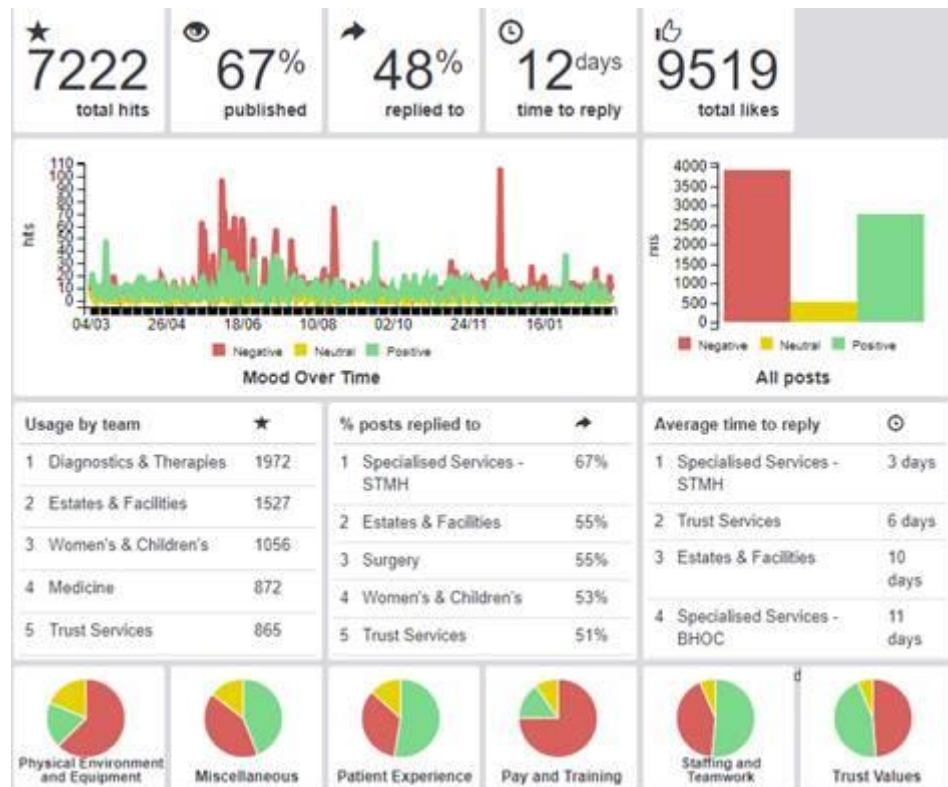 7222
total hits
67%
published
48%
replied to
12 days
time to reply
9519
total likes
110
100
90
80
70
60
50
40
30
20
10
0
hits
04/03 26/04 18/06 10/08 02/10 24/11 16/01
Negative Neutral Positive
Mood Over Time
4000
3500
3000
2500
2000
1500
1000
500
0
Negative Neutral Positive
All posts
Usage by team
1 Diagnostics & Therapies 1972
2 Estates & Facilities 1527
3 Women's & Children's 1056
4 Medicine 872
5 Trust Services 865
% posts replied to
1 Specialised Services - 67%
STMH
2 Estates & Facilities 55%
3 Surgery 55%
4 Women's & Children's 53%
5 Trust Services 51%
Average time to reply
1 Specialised Services - 3 days
STMH
2 Trust Services 6 days
3 Estates & Facilities 10
days
4 Specialised Services - 11
BHOC days
d
Physical Environment
and Equipment
Miscellaneous
Patient Experience
Pay and Training
Staffing and
Teamwork
Trust Values